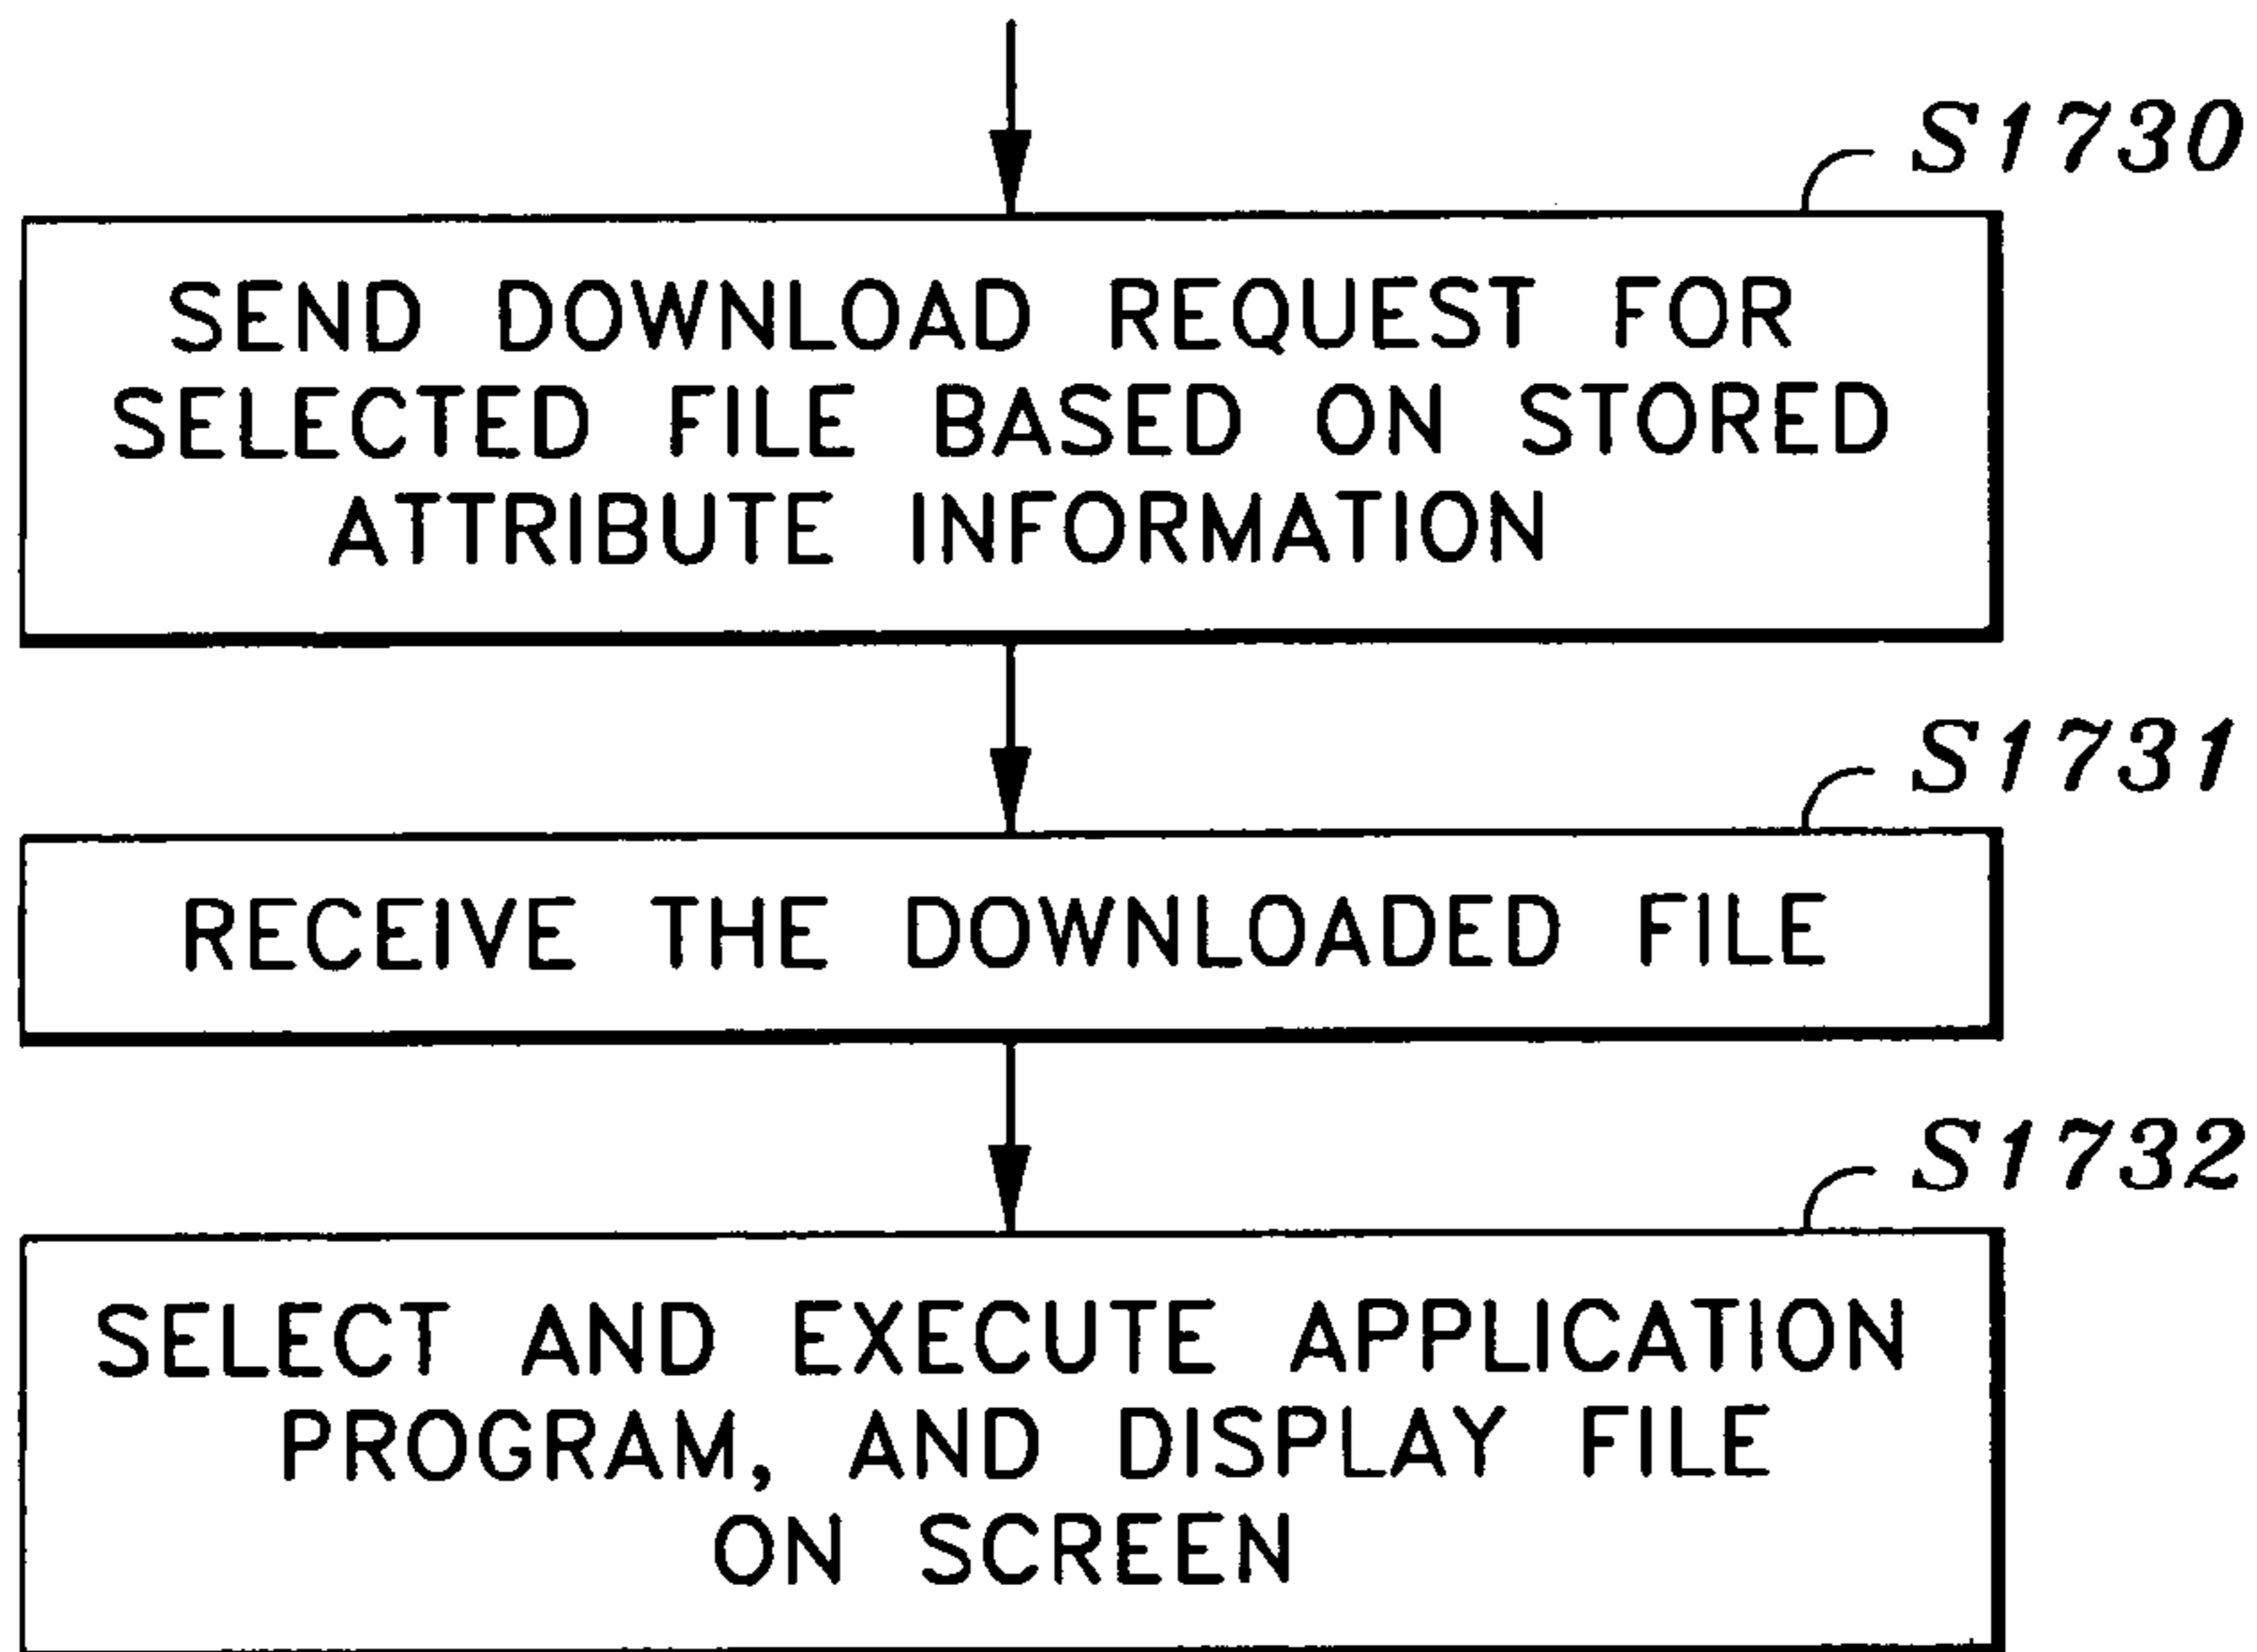 S1730
SEND DOWNLOAD REQUEST FOR
SELECTED FILE BASED ON STORED
ATTRIBUTE INFORMATION
S1731
RECEIVE THE DOWNLOADED FILE
S1732
SELECT AND EXECUTE APPLICATION
PROGRAM, AND DISPLAY FILE
ON SCREEN